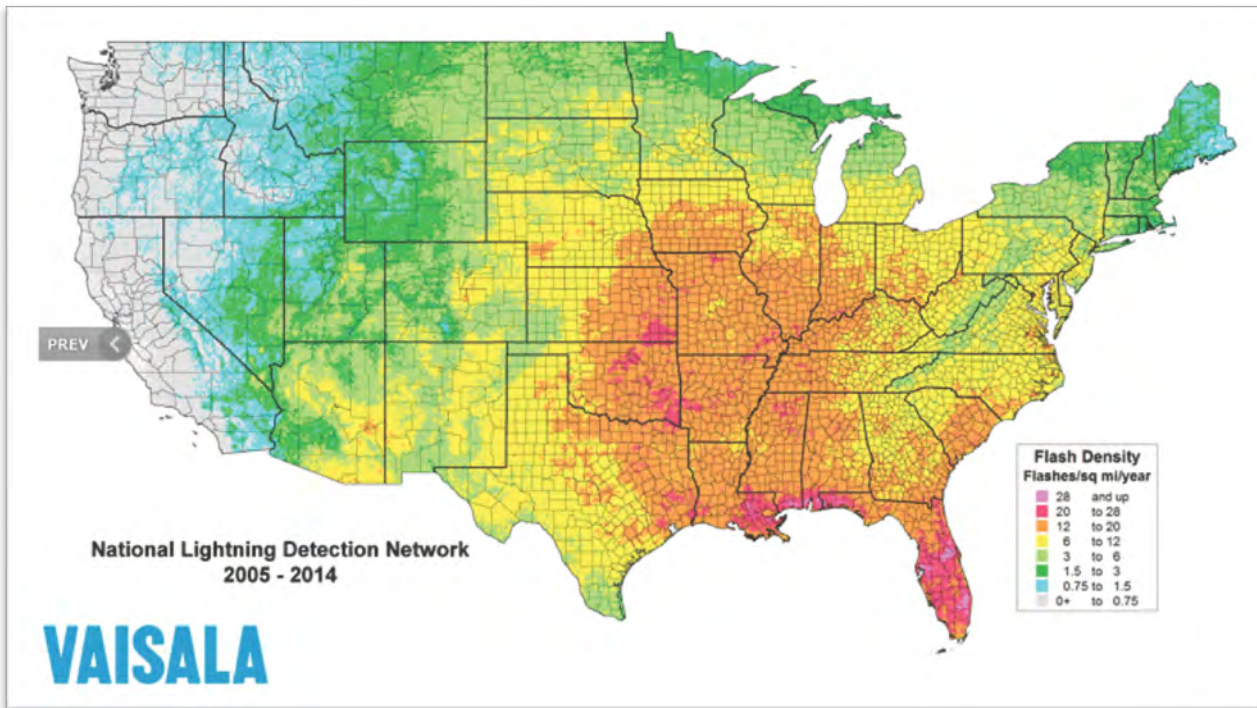 PREV
National Lightning Detection Network
2005 - 2014
VAISALA
Flash Density
Flashes/sq mi/year
28 and up
20 to 28
12 to 20
6 to 12
3 to 6
1.5 to 3
0.75 to 1.5
0+ to 0.75